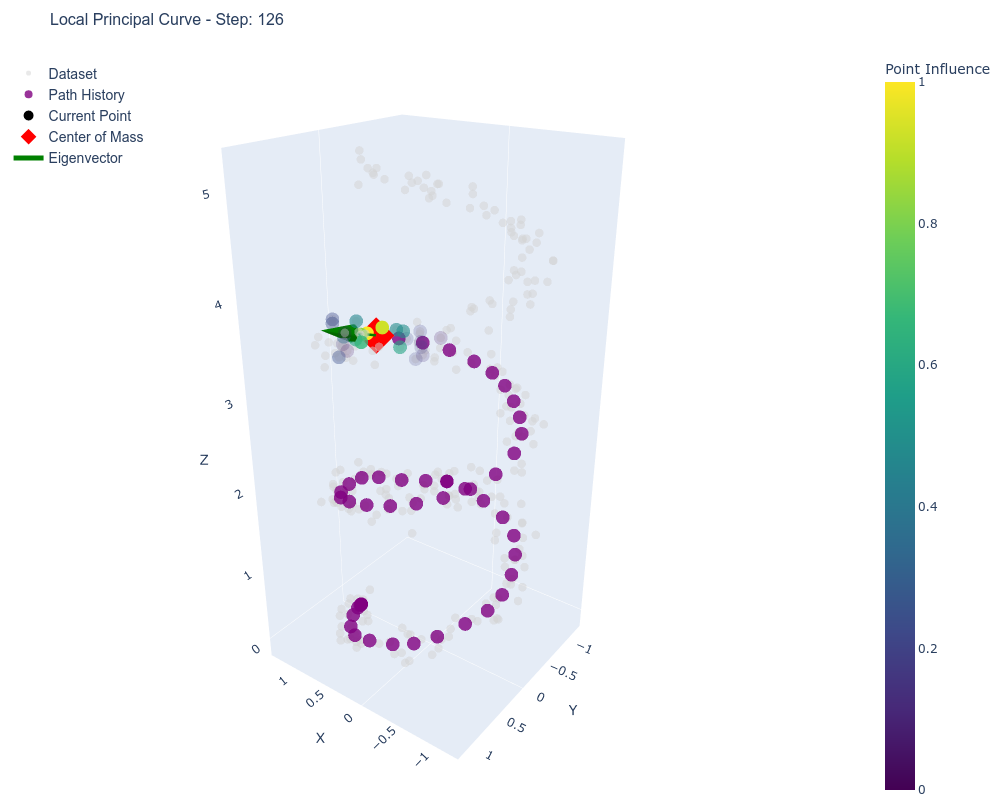 Local Principal Curve - Step: 126
Dataset
Path History
Current Point
Center of Mass
Eigenvector
Point Influence
1
0.8
0.6
0.4
0.2
0
5
4
3
Z
2
1
0
1
0.5
0
X
−0.5
−1
−1
−0.5
0
Y
0.5
1